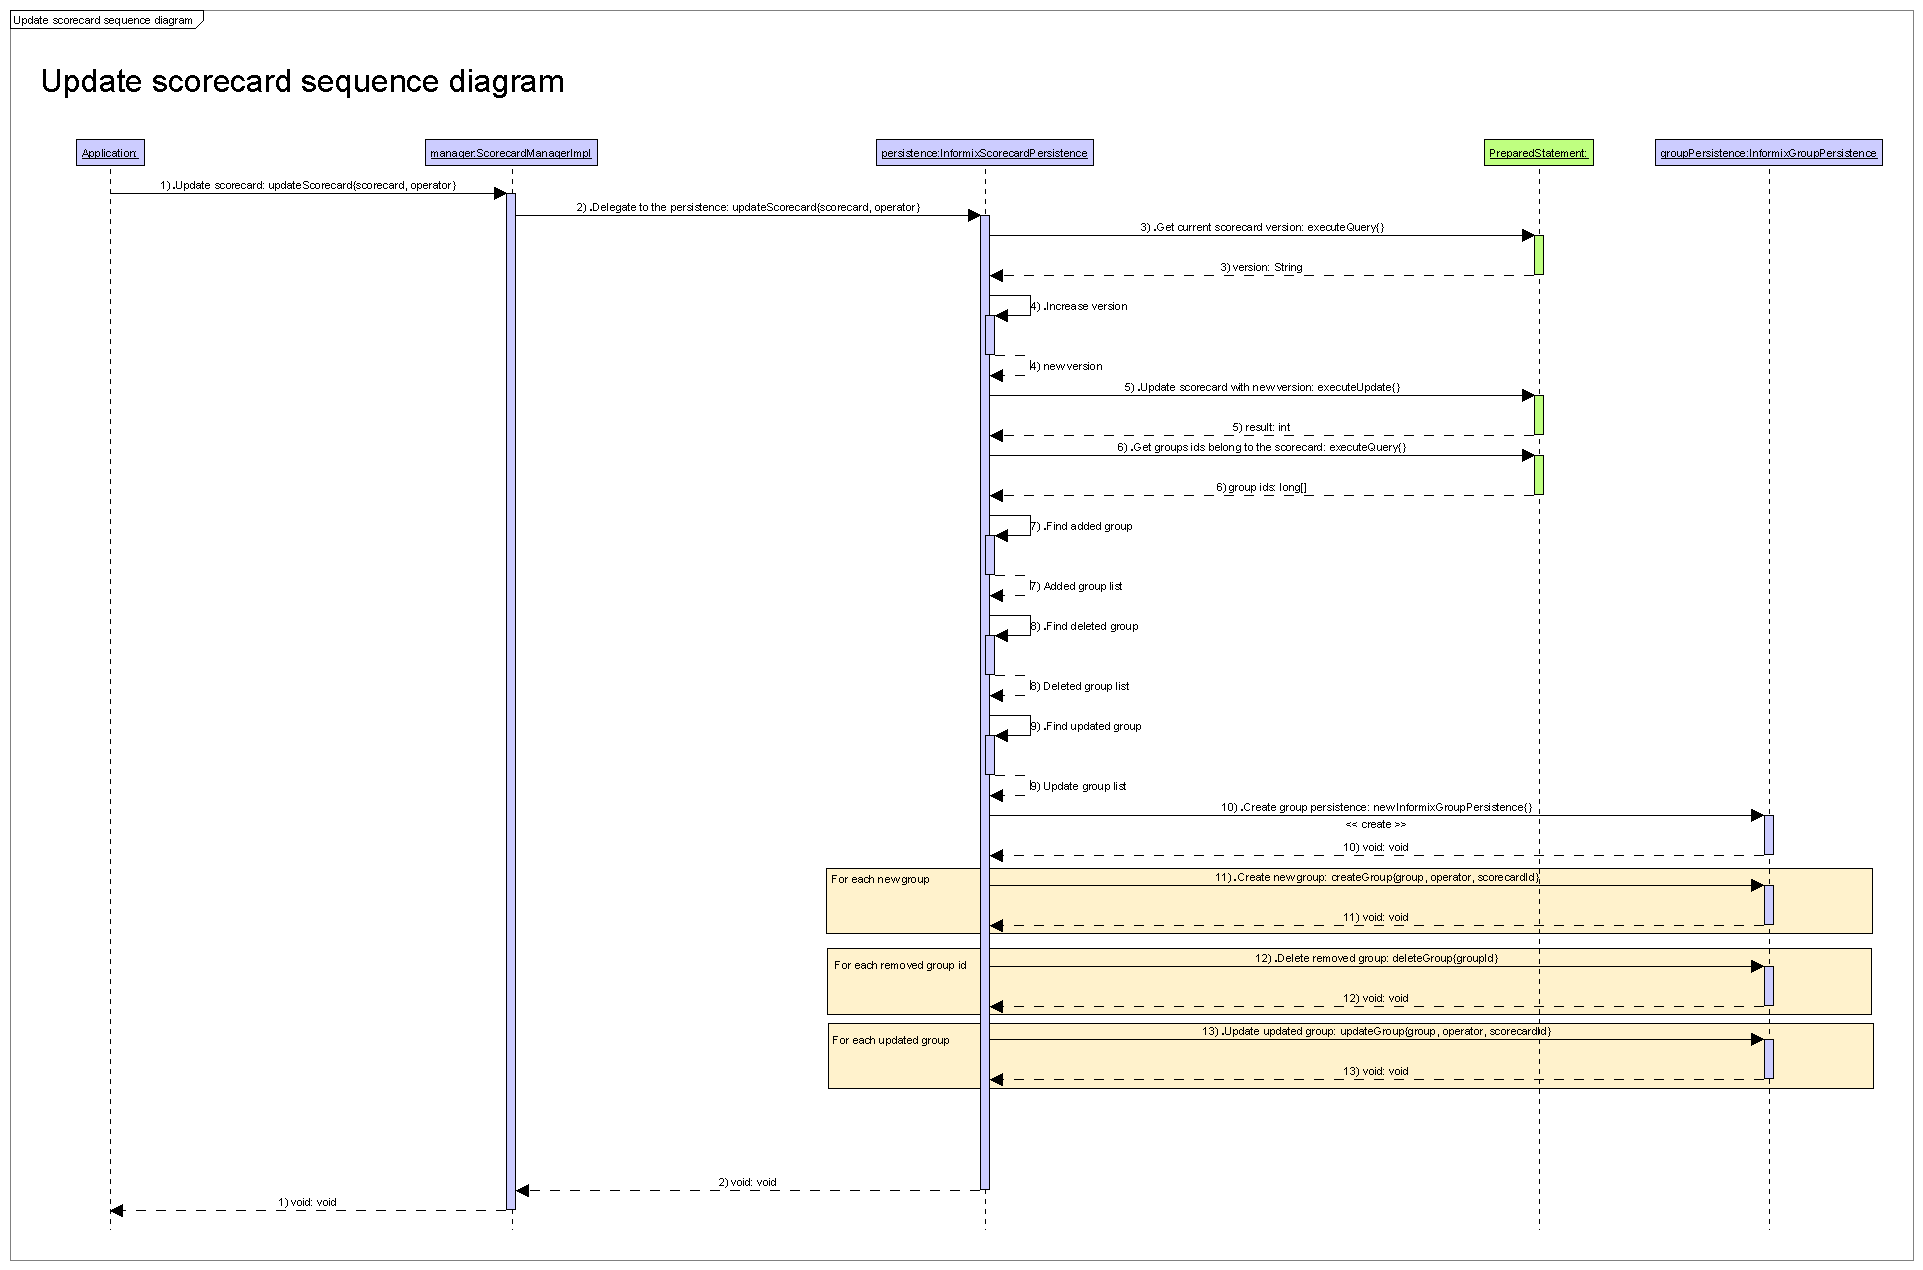 Update scorecard sequence diagram
Update scorecard sequence diagram
Application:
manager:ScorecardManagerImpl
persistence:InformixScorecardPersistence
PreparedStatement:
groupPersistence:InformixGroupPersistence
1) .Update scorecard: updateScorecard{scorecard, operator}
2) .Delegate to the persistence: updateScorecard{scorecard, operator}
3) .Get current scorecard version: executeQuery{}
3) version: String
4) .Increase version
4) new version
5) .Update scorecard with new version: executeUpdate{}
5) result: int
6) .Get groups ids belong to the scorecard: executeQuery{}
6) group ids: long[]
7) .Find added group
7) Added group list
8) .Find deleted group
8) Deleted group list
9) .Find updated group
9) Update group list
10) .Create group persistence: new InformixGroupPersistence{}
<< create >>
10) void: void
For each new group
11) .Create new group: createGroup{group, operator, scorecardId}
11) void: void
For each removed group id
12) .Delete removed group: deleteGroup{groupId}
12) void: void
For each updated group
13) .Update updated group: updateGroup{group, operator, scorecardId}
13) void: void
2) void: void
1) void: void